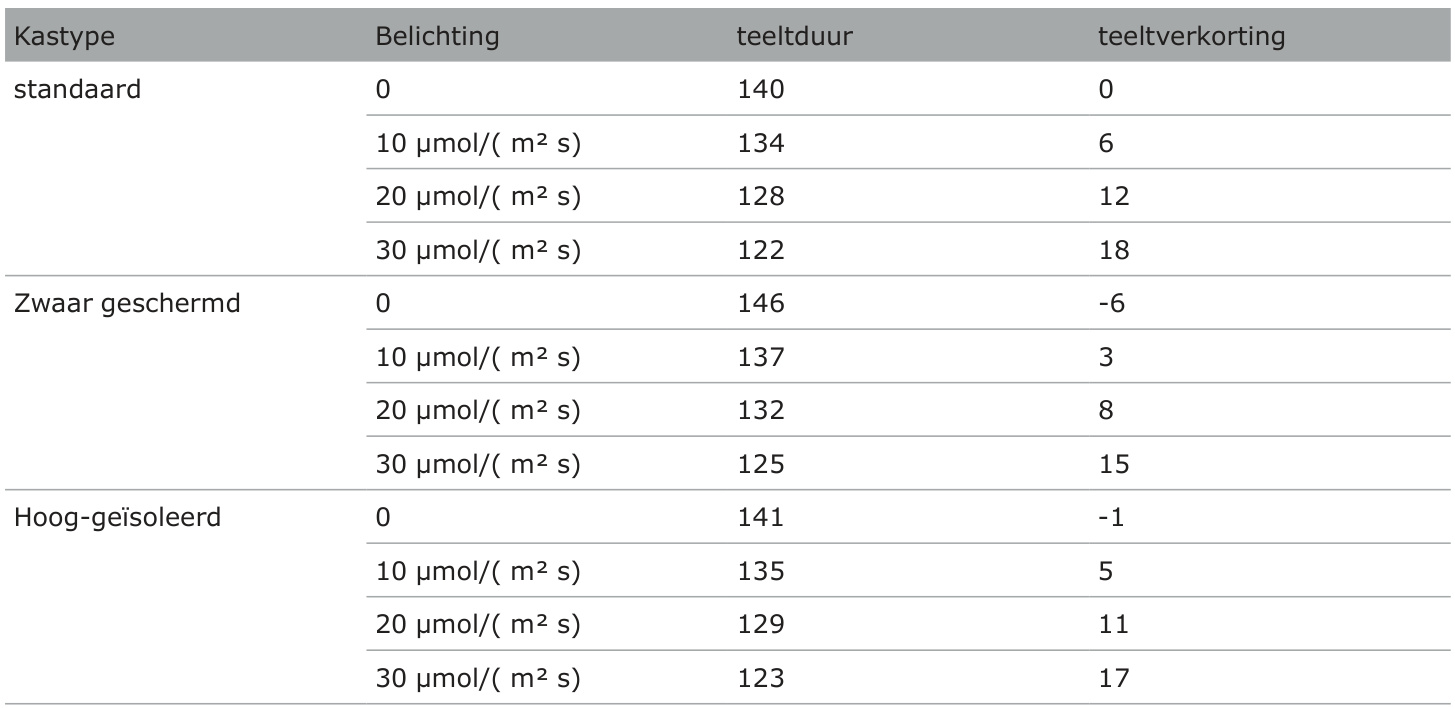 Kastype Belichting teeltduur teeltverkorting
standaard 0 140 0
10 µmol/( m² s) 134 6
20 µmol/( m² s) 128 12
30 µmol/( m² s) 122 18
Zwaar geschermd 0 146 -6
10 µmol/( m² s) 137 3
20 µmol/( m² s) 132 8
30 µmol/( m² s) 125 15
Hoog-geïsoleerd 0 141 -1
10 µmol/( m² s) 135 5
20 µmol/( m² s) 129 11
30 µmol/( m² s) 123 17